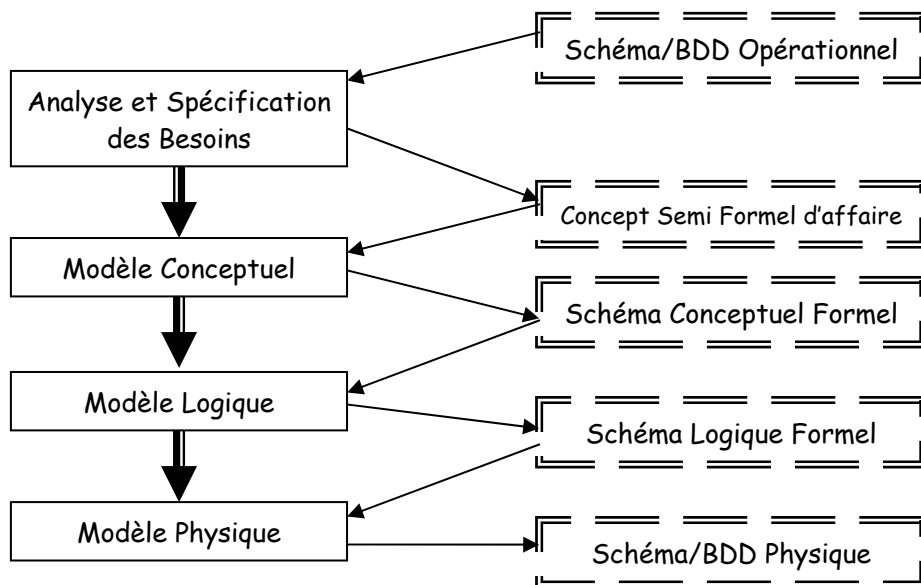 Schéma/BDD Opérationnel
Analyse et Spécification
des Besoins
Concept Semi Formel d'affaire
Modèle Conceptuel
Schéma Conceptuel Formel
Modèle Logique
Schéma Logique Formel
Modèle Physique
Schéma/BDD Physique